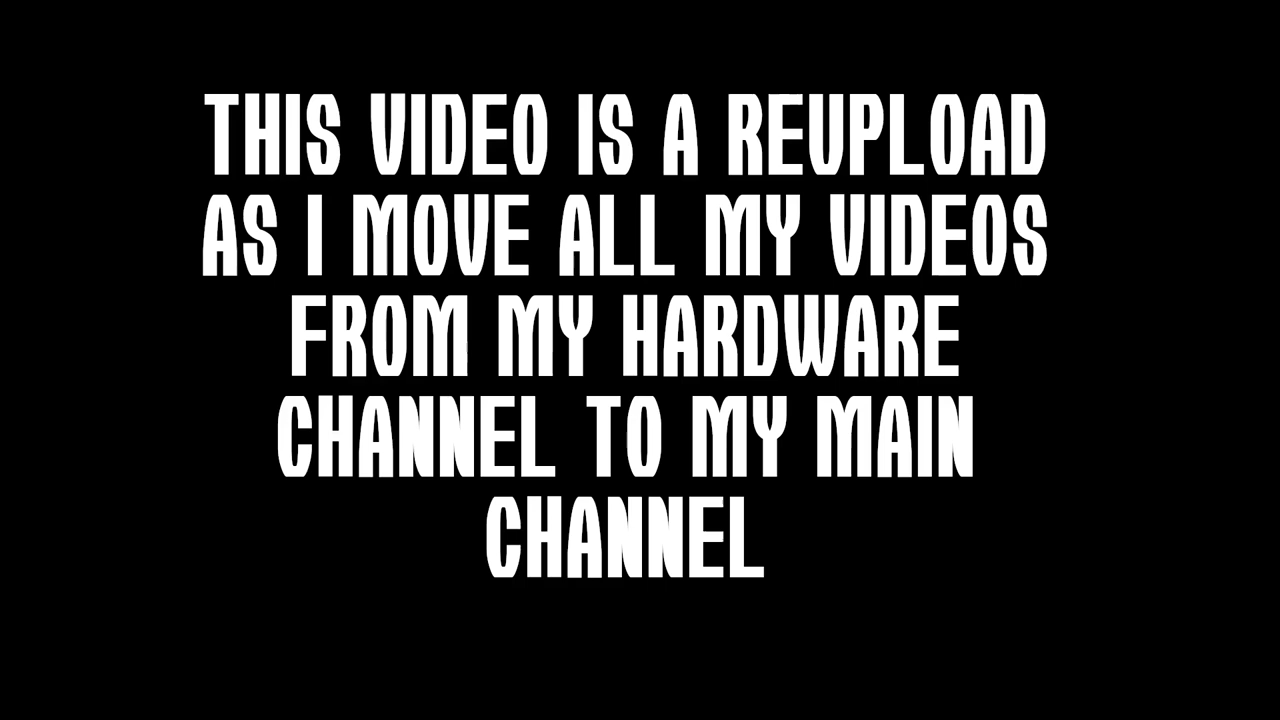 THIS VIDEO IS A REUPLOAD
AS I MOVE ALL MY VIDEOS
FROM MY HARDWARE
CHANNEL TO MY MAIN
CHANNEL